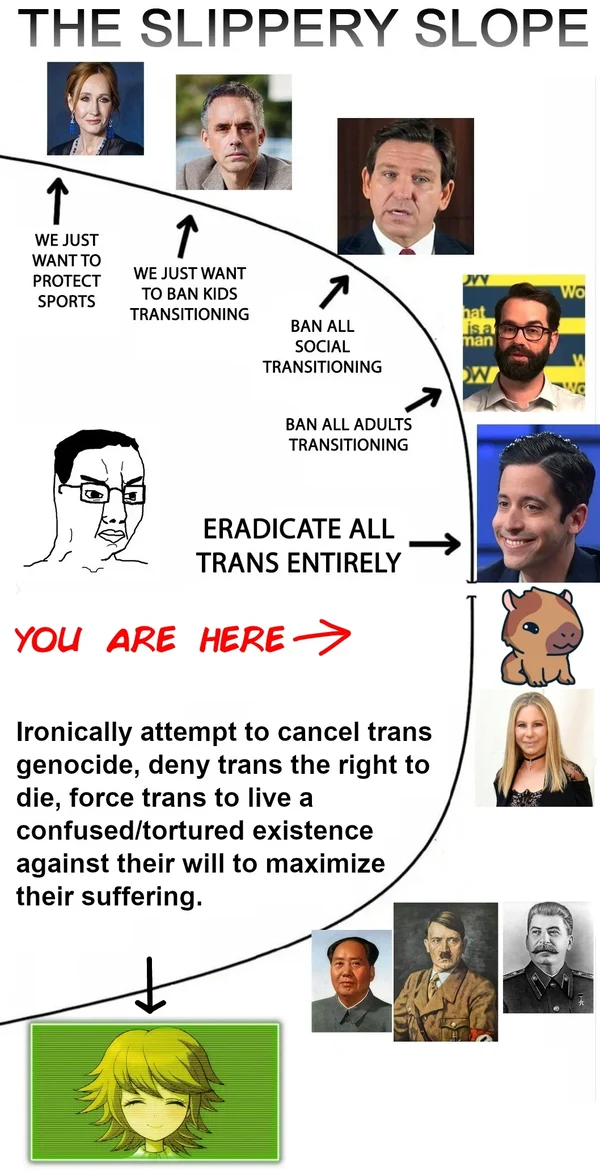 THE SLIPPERY SLOPE
WE JUST
WANT TO
PROTECT
SPORTS
WE JUST WANT
TO BAN KIDS
TRANSITIONING
BAN ALL
SOCIAL
TRANSITIONING
BAN ALL ADULTS
TRANSITIONING
ERADICATE ALL
TRANS ENTIRELY
YOU ARE HERE
Ironically attempt to cancel trans
genocide, deny trans the right to
die, force trans to live a
confused/tortured existence
against their will to maximize
their suffering.